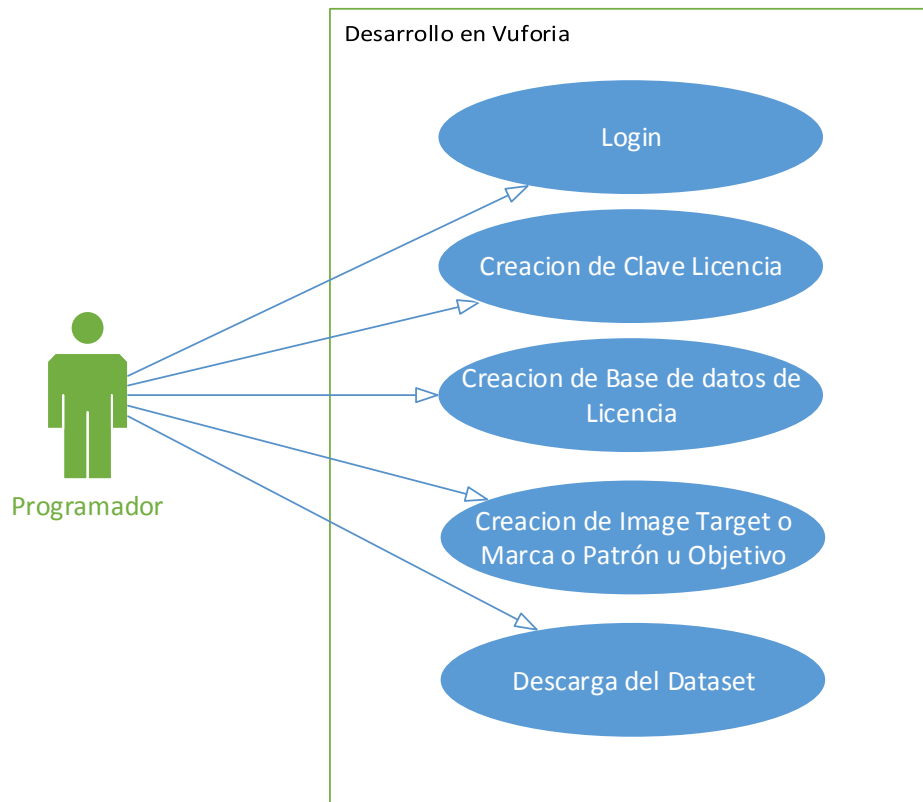 Desarrollo en Vuforia
Login
Creacion de Clave Licencia
Creacion de Base de datos de
Licencia
Programador
Creacion de Image Target o
Marca o Patrón u Objetivo
Descarga del Dataset